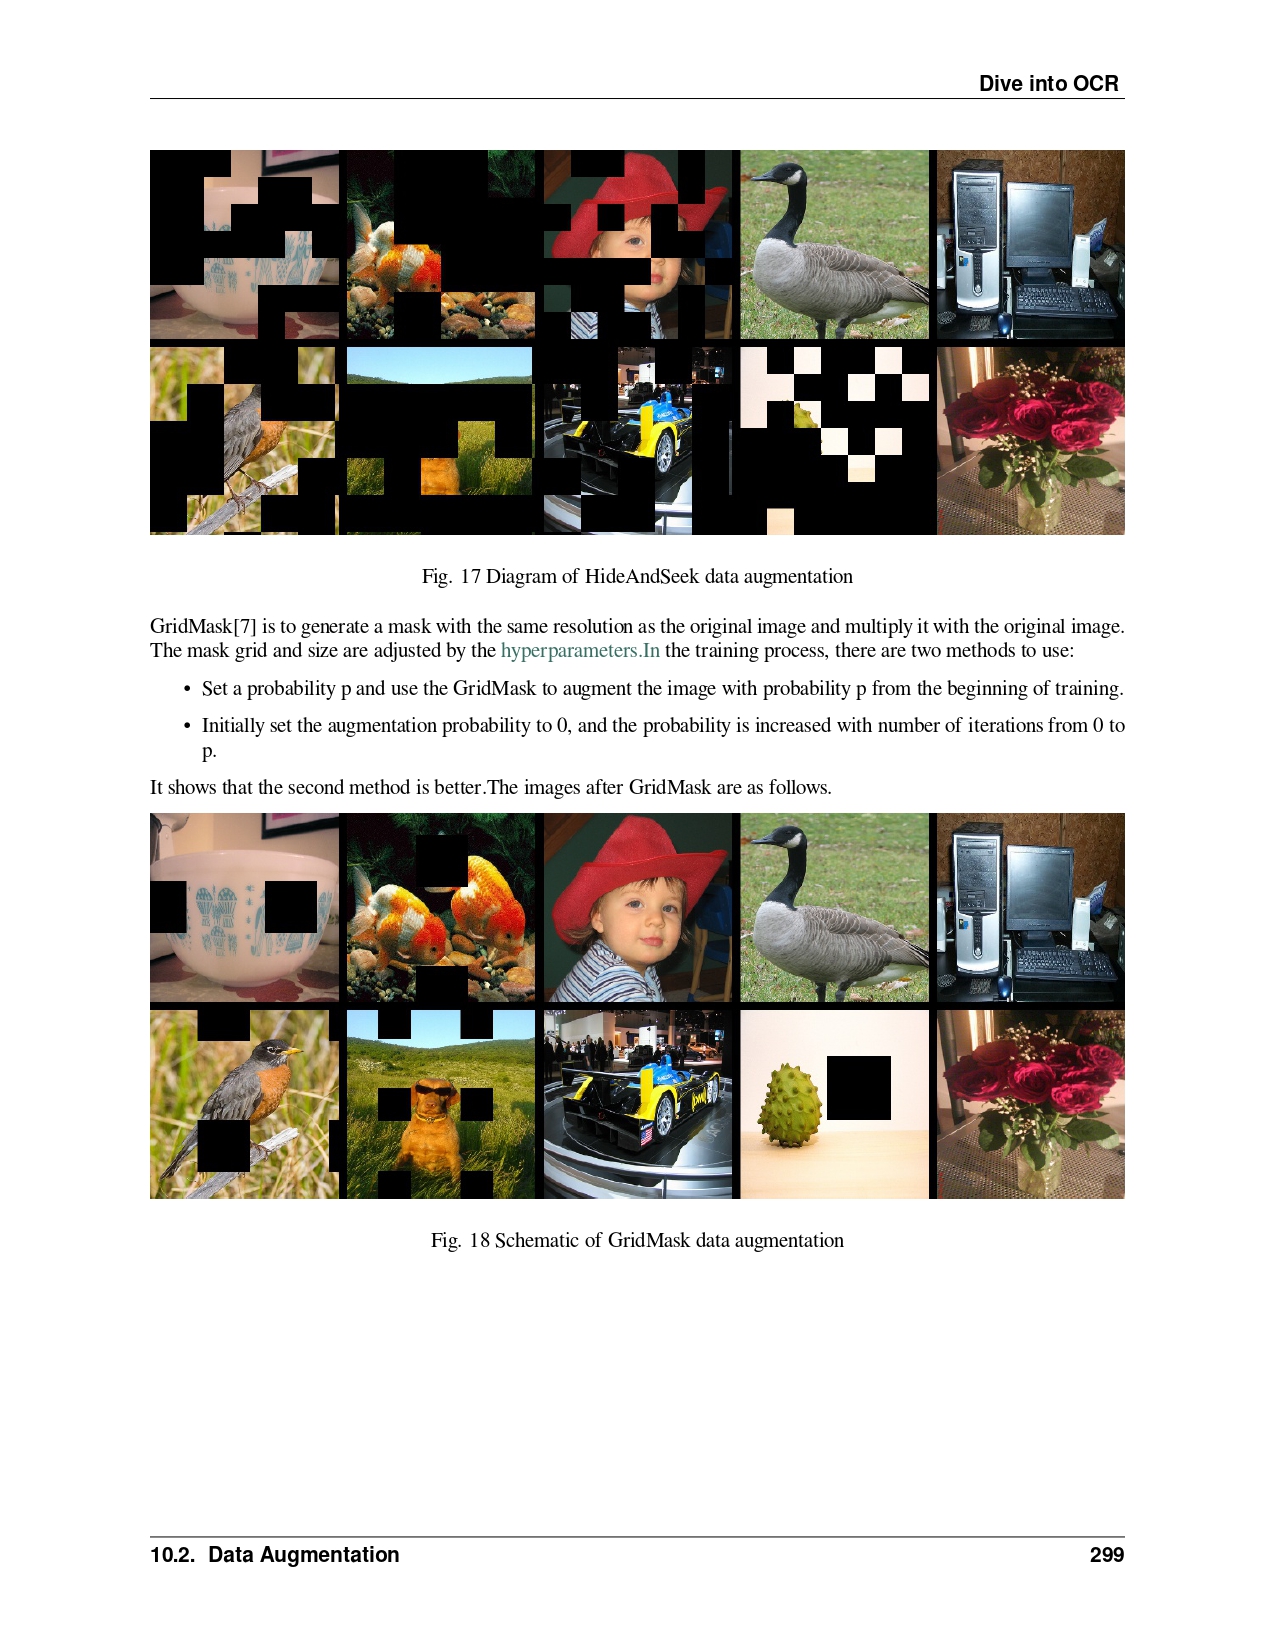 Dive into OCR
Fig. 17 Diagram of HideAndSeek data augmentation
GridMask[7] is to generate a mask with the same resolution as the original image and multiply it with the original image.
The mask grid and size are adjusted by the hyperparameters.In the training process, there are two methods to use:
• Set a probability p and use the GridMask to augment the image with probability p from the beginning of training.
• Initially set the augmentation probability to 0, and the probability is increased with number of iterations from 0 to
p.
It shows that the second method is better.The images after GridMask are as follows.
Fig. 18 Schematic of GridMask data augmentation
10.2. Data Augmentation 299